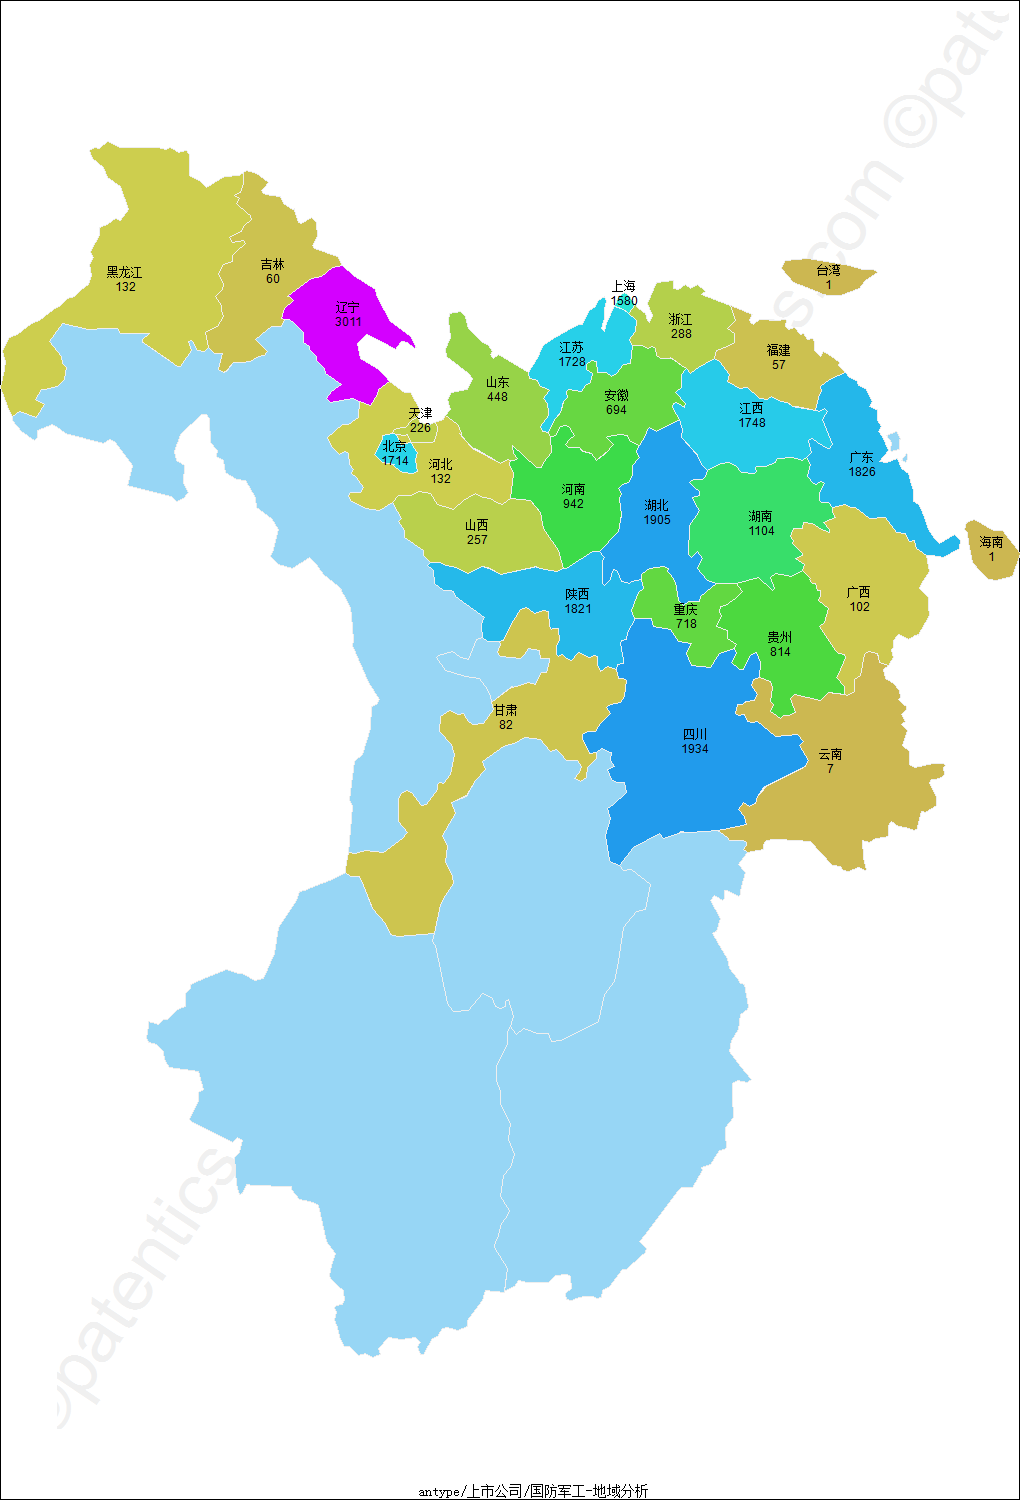 ©pate
s.com
黑龙江
132
吉林
60
辽宁
3011
台湾
1
上海
1580
浙江
288
江苏
1728
福建
57
山东
448
安徽
694
江西
1748
天津
226
北京
1714
河北
132
广东
1826
河南
942
湖北
1905
湖南
1104
山西
257
海南
1
陕西
1821
重庆
718
广西
102
贵州
814
甘肃
82
四川
1934
云南
7
©patentics
antype/上市公司/国防军工-地域分析